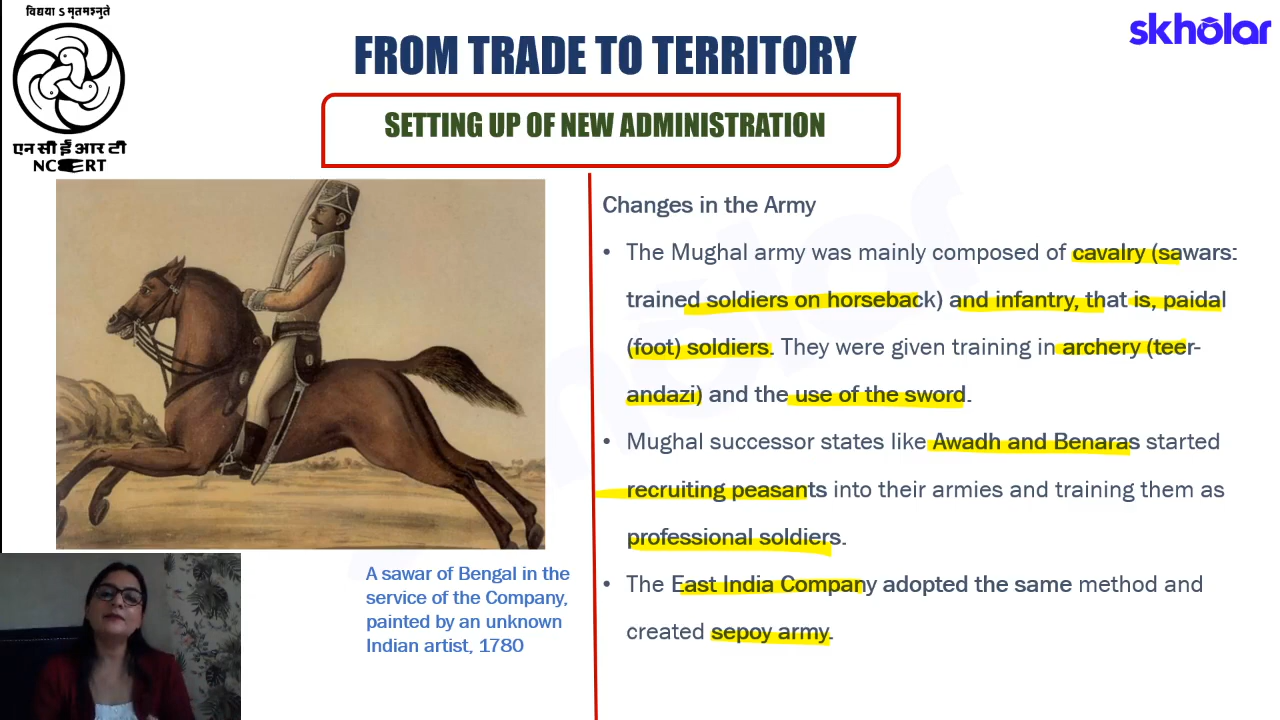 विद्यया ऽ मृतमश्नुते
एन सी ई आर टी
NCERT
skholar
FROM TRADE TO TERRITORY
SETTING UP OF NEW ADMINISTRATION
Changes in the Army
• The Mughal army was mainly composed of cavalry (sawars:
trained soldiers on horseback) and infantry, that is, paidal
(foot) soldiers. They were given training in archery (teer-
andazi) and the use of the sword.
• Mughal successor states like Awadh and Benaras started
recruiting peasants into their armies and training them as
professional soldiers.
• The East India Company adopted the same method and
created sepoy army.
A sawar of Bengal in the
service of the Company,
painted by an unknown
Indian artist, 1780